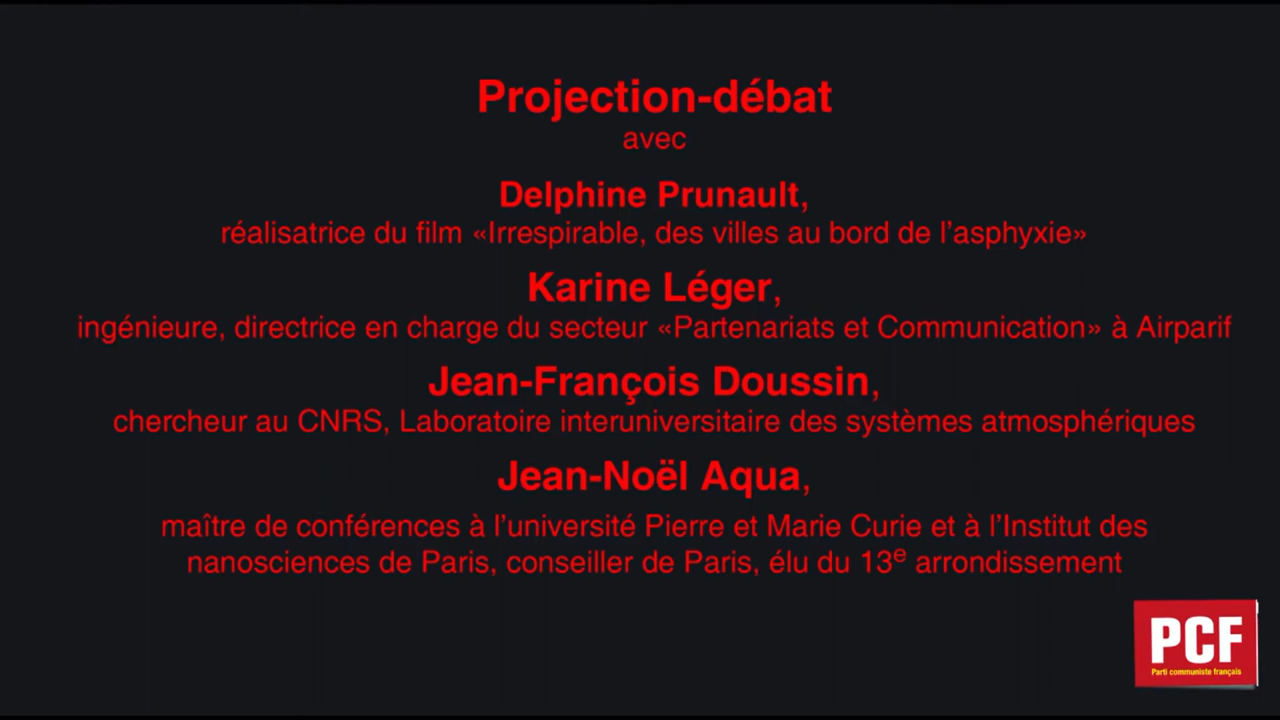 Projection-débat
avec
Delphine Prunault,
réalisatrice du film «Irrespirable, des villes au bord de l’asphyxie»
Karine Léger,
ingénieure, directrice en charge du secteur «Partenariats et Communication» à Airparif
Jean-François Doussin,
chercheur au CNRS, Laboratoire interuniversitaire des systèmes atmosphériques
Jean-Noël Aqua,
maître de conférences à l’université Pierre et Marie Curie et à l’Institut des
nanosciences de Paris, conseiller de Paris, élu du 13e arrondissement
PCF
Parti communiste français